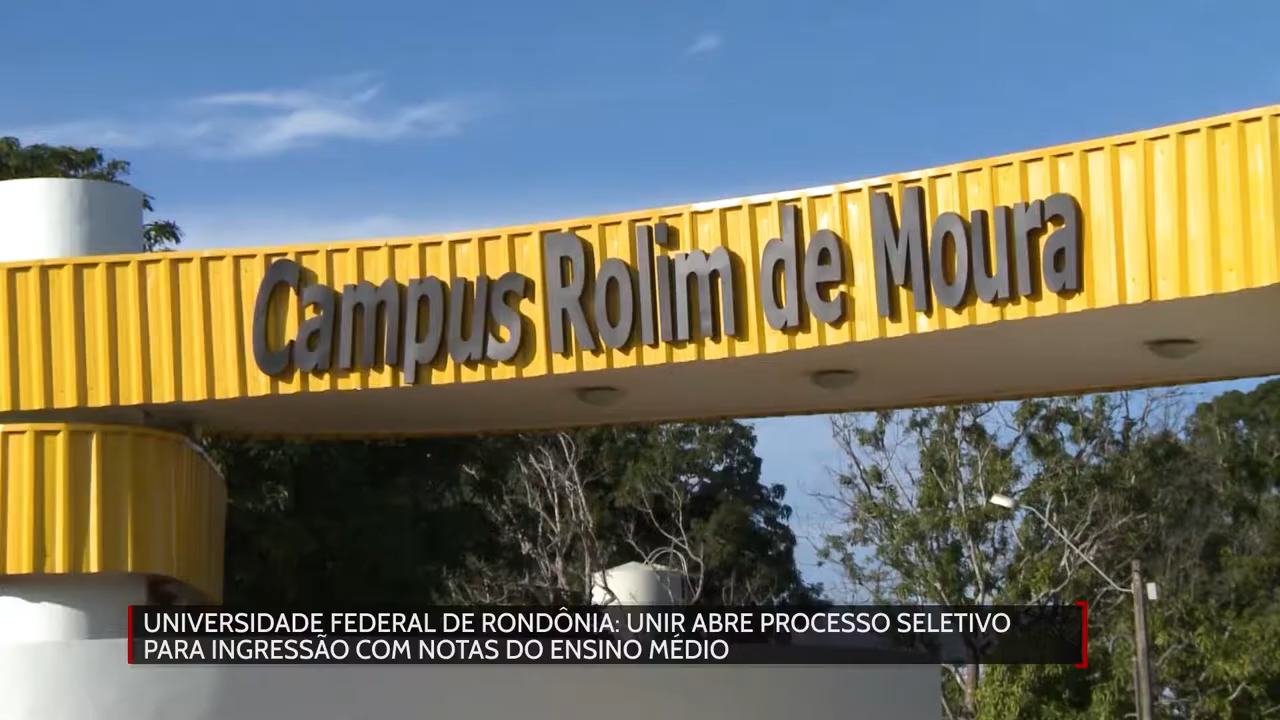 Campus Rolim de Moura
UNIVERSIDADE FEDERAL DE RONDÔNIA: UNIR ABRE PROCESSO SELETIVO
PARA INGRESSÃO COM NOTAS DO ENSINO MÉDIO